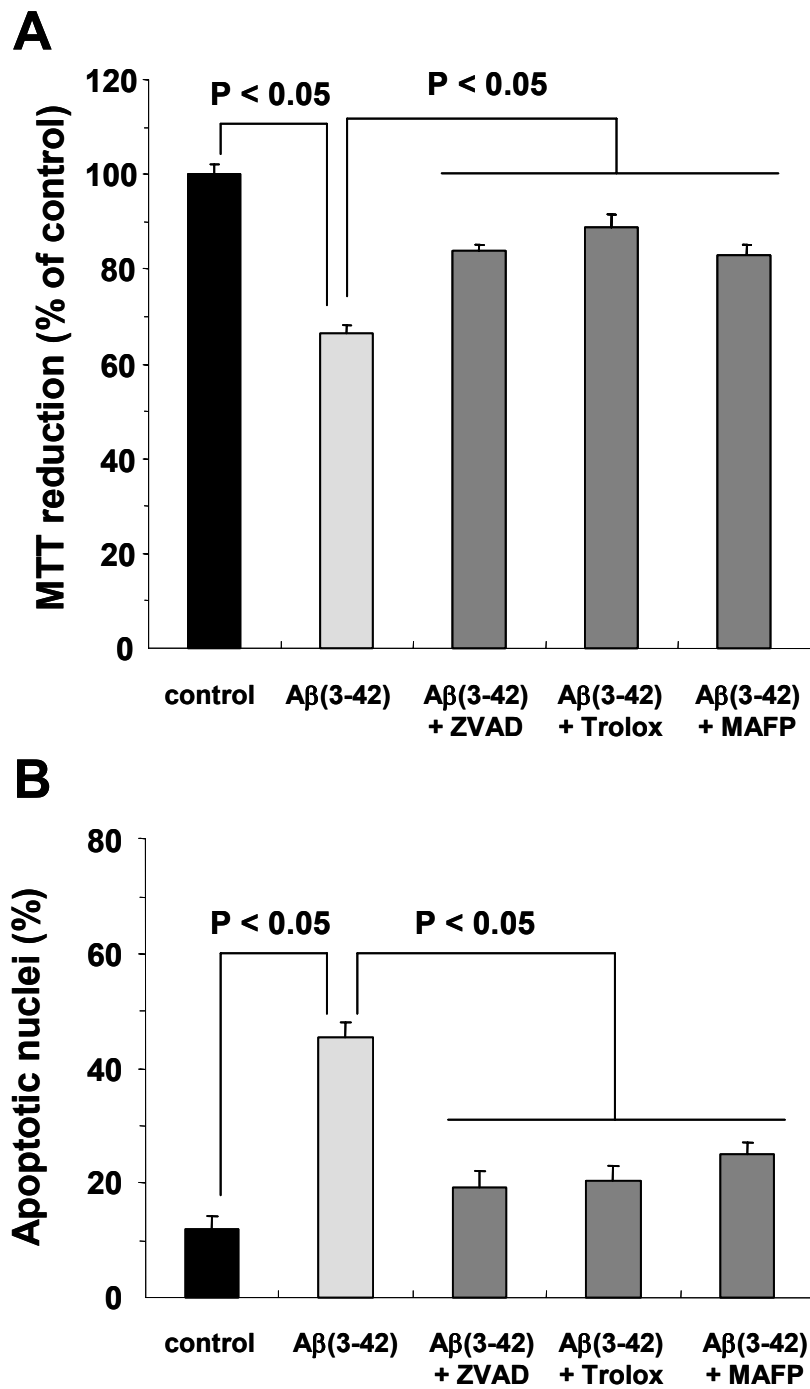 A
120
100
80
60
40
20
0
MTT reduction (% of control)
P < 0.05
P < 0.05
control
Aβ(3-42)
Aβ(3-42)
+ ZVAD
Aβ(3-42)
+ Trolox
Aβ(3-42)
+ MAFP
B
80
60
40
20
0
Apoptotic nuclei (%)
P < 0.05
P < 0.05
control
Aβ(3-42)
Aβ(3-42)
+ ZVAD
Aβ(3-42)
+ Trolox
Aβ(3-42)
+ MAFP